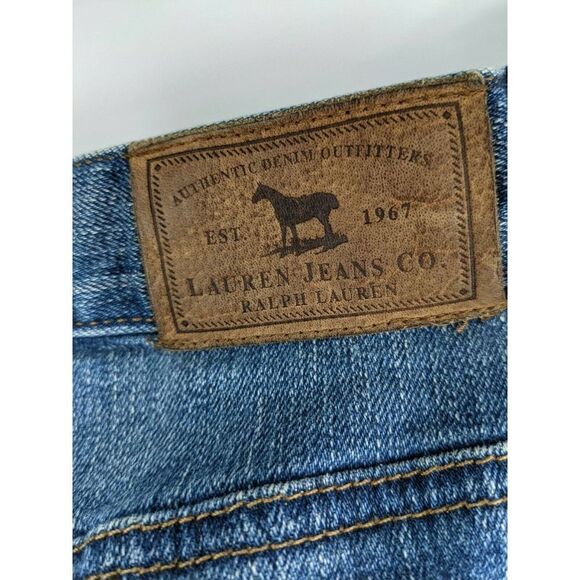 AUTHENTIC DENIM OUTFITTERS
EST. 1967
LAUREN JEANS CO.
RALPH LAUREN